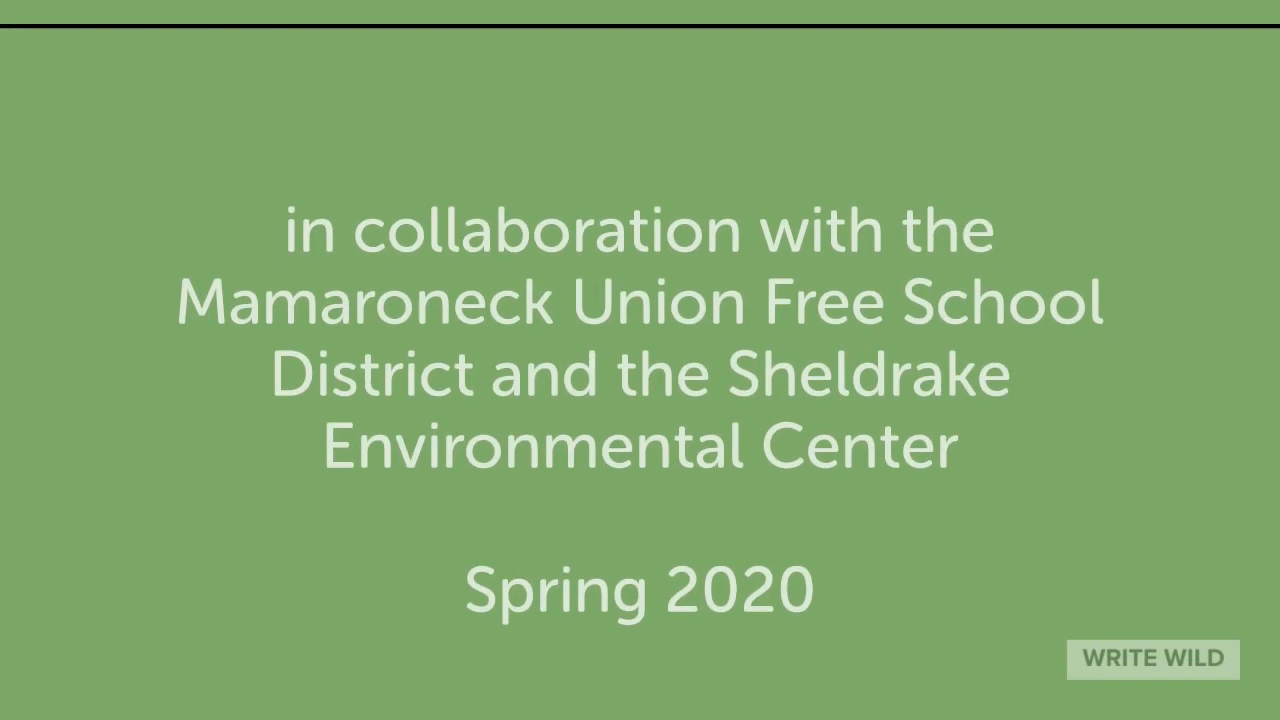 in collaboration with the
Mamaroneck Union Free School
District and the Sheldrake
Environmental Center
Spring 2020
WRITE WILD